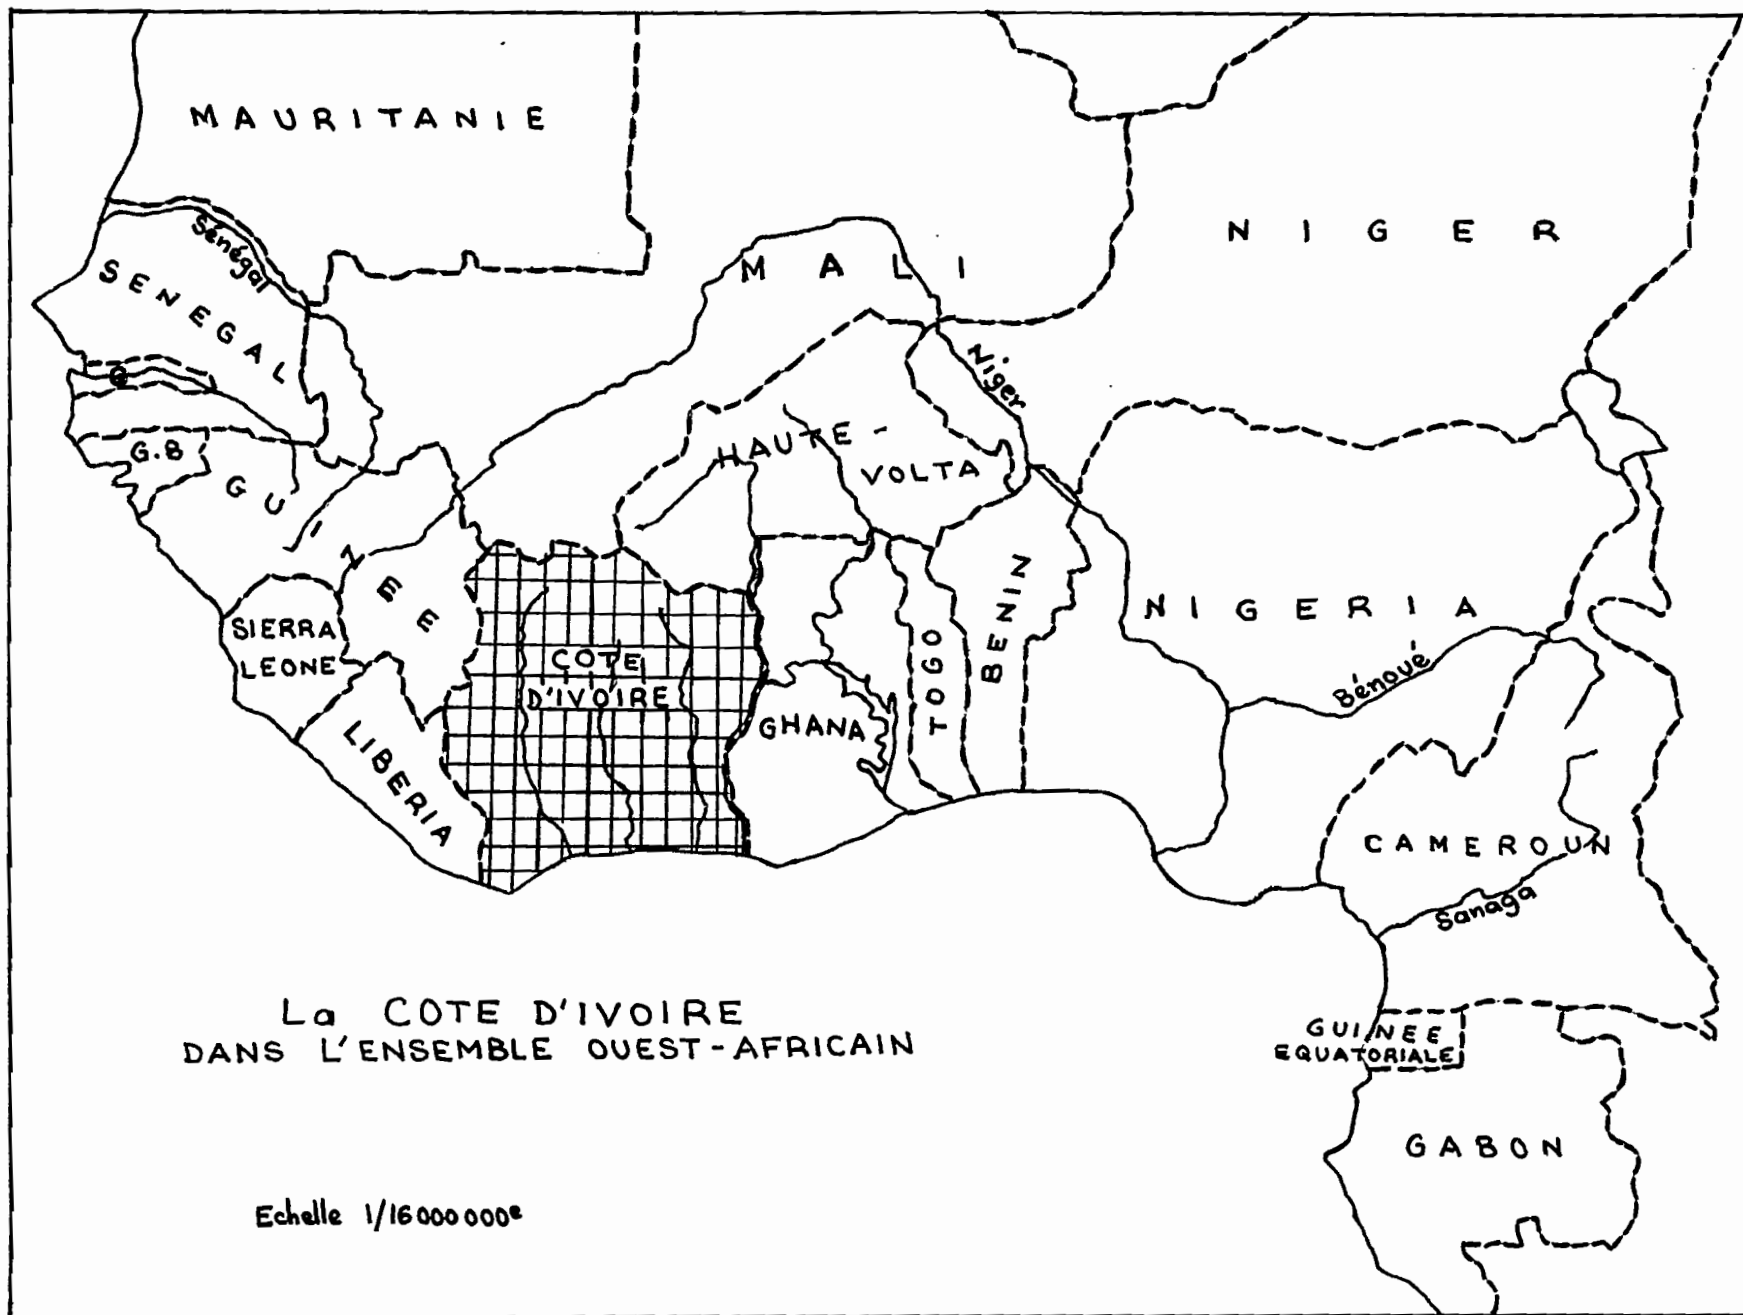 MAURITANIE
NIGER
Sénégal
MALI
SENEGAL
Niger
G
HAUTE-
VOLTA
G.B
GUINEE
BENIN
NIGERIA
SIERRA
LEONE
TOGO
COTE
D'IVOIRE
Bénoué
GHANA
LIBERIA
CAMEROUN
Sanaga
La COTE D'IVOIRE
DANS L'ENSEMBLE OUEST-AFRICAIN
GUINEE
EQUATORIALE
GABON
Echelle 1/16000000e